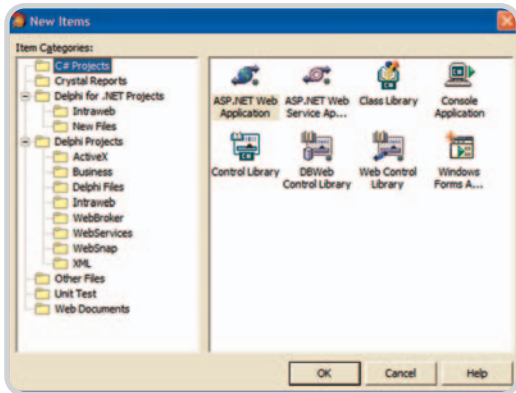 New Items
Item Categories:
C# Projects
Crystal Reports
Delphi for .NET Projects
Intraweb
New Files
Delphi Projects
ActiveX
Business
Delphi Files
Intraweb
WebBroker
WebServices
WebSnap
XML
Other Files
Unit Test
Web Documents
ASP.NET Web
Application
ASP.NET Web
Service Ap...
Class Library
Console
Application
Control Library
DBWeb
Control Library
Web Control
Library
Windows
Forms A...
OK
Cancel
Help